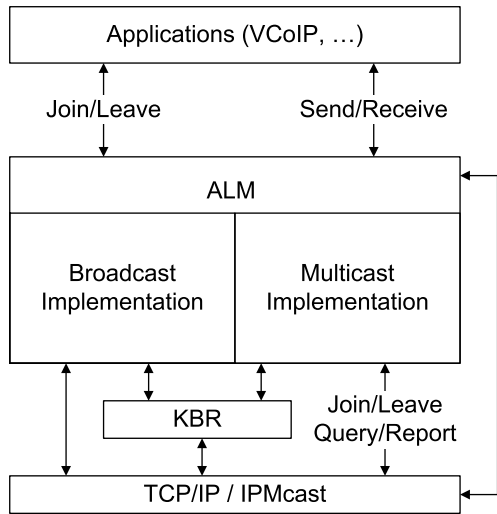 Applications (VCoIP, …)
Join/Leave
Send/Receive
ALM
Broadcast
Implementation
Multicast
Implementation
Join/Leave
Query/Report
KBR
TCP/IP / IPMcast